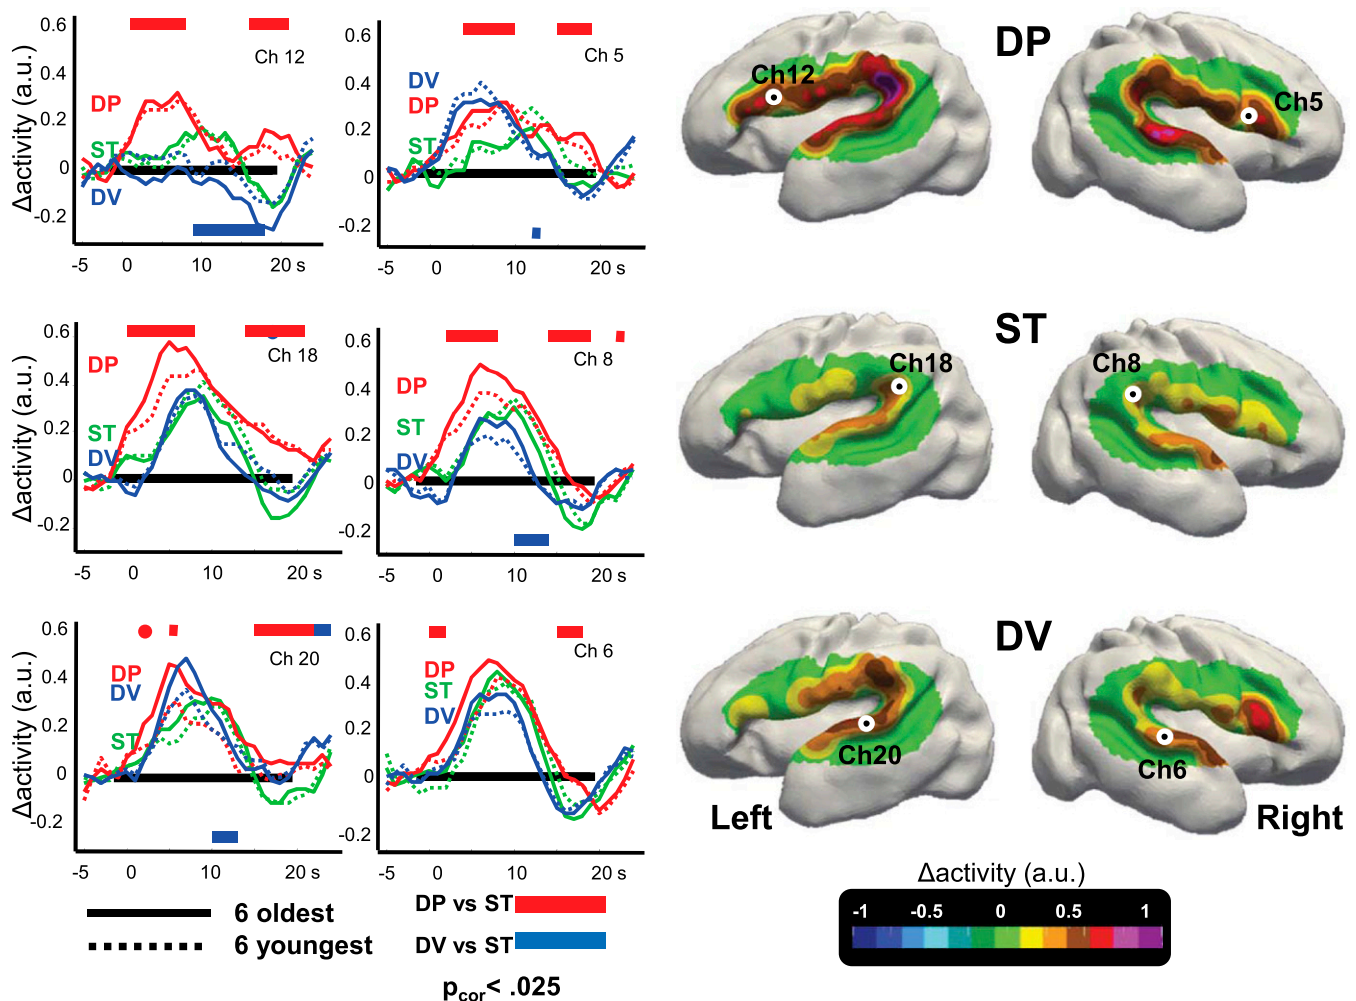 Δactivity (a.u.)
0.6
0.4
0.2
0
-0.2
Ch 12
DP
ST
DV
-5 0 10 20 s
0.6
0.4
0.2
0
-0.2
Ch 5
DV
DP
ST
-5 0 10 20 s
DP
Ch12
Ch5
Δactivity (a.u.)
0.6
0.4
0.2
0
-0.2
Ch 18
DP
ST
DV
-5 0 10 20 s
0.6
0.4
0.2
0
-0.2
Ch 8
DP
ST
DV
-5 0 10 20 s
ST
Ch18
Ch8
Δactivity (a.u.)
0.6
0.4
0.2
0
-0.2
Ch 20
DP
DV
ST
-5 0 10 20 s
0.6
0.4
0.2
0
-0.2
Ch 6
DP
ST
DV
-5 0 10 20 s
DV
Ch20
Ch6
Left
Right
6 oldest
6 youngest
DP vs ST
DV vs ST
pcor< .025
Δactivity (a.u.)
-1 -0.5 0 0.5 1